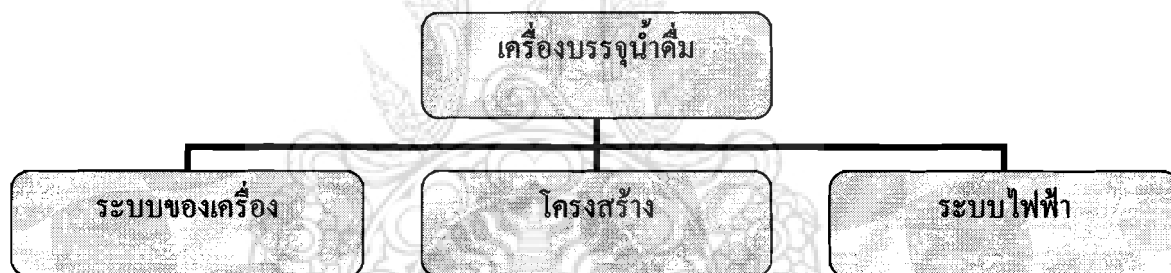 เครื่องบรรจุน้ำดื่ม
ระบบของเครื่อง
โครงสร้าง
ระบบไฟฟ้า